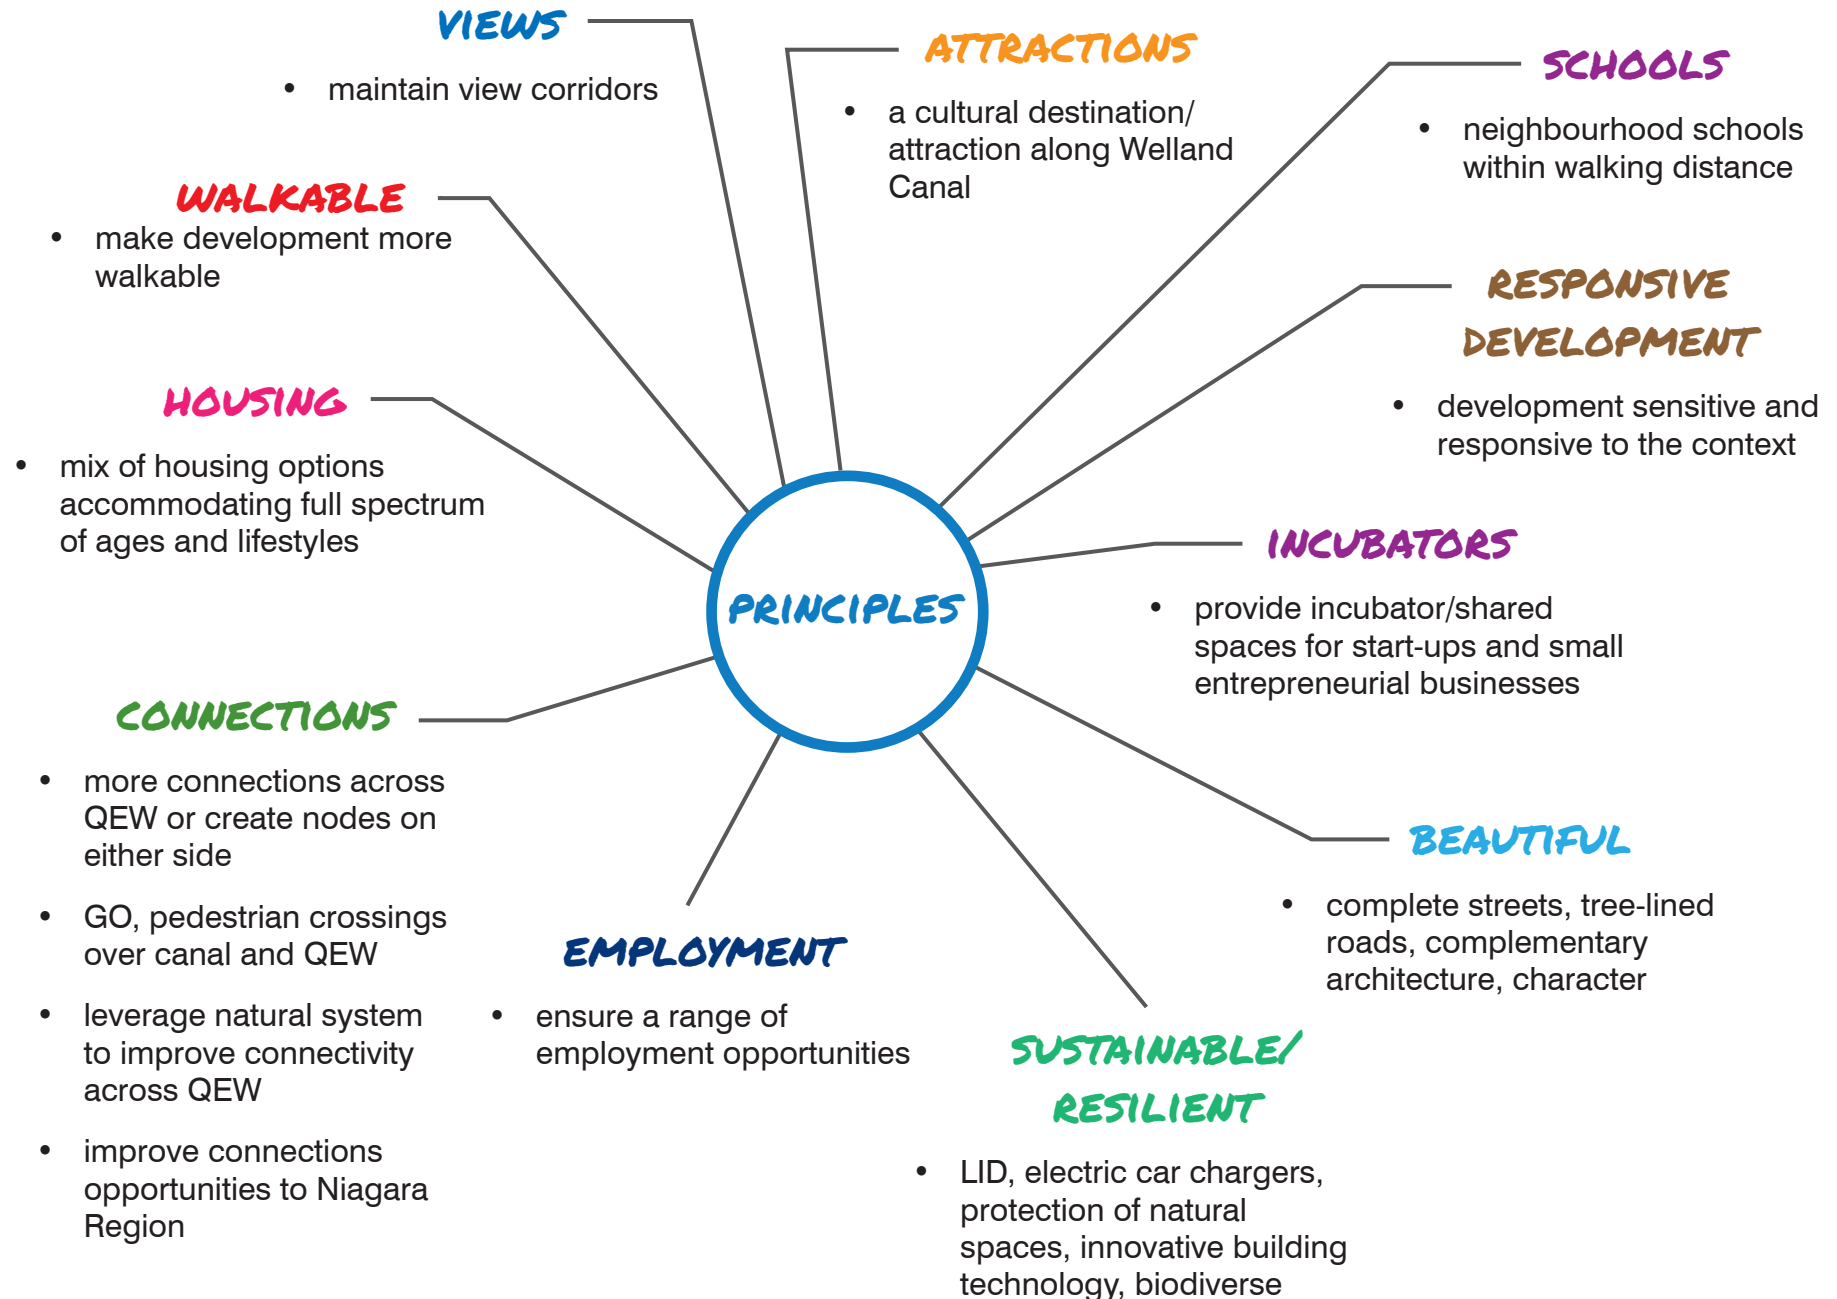 VIEWS
• maintain view corridors
ATTRACTIONS
• a cultural destination/
attraction along Welland
Canal
SCHOOLS
• neighbourhood schools
within walking distance
WALKABLE
• make development more
walkable
RESPONSIVE
DEVELOPMENT
• development sensitive and
responsive to the context
HOUSING
• mix of housing options
accommodating full spectrum
of ages and lifestyles
INCUBATORS
• provide incubator/shared
spaces for start-ups and small
entrepreneurial businesses
PRINCIPLES
CONNECTIONS
• more connections across
QEW or create nodes on
either side
• GO, pedestrian crossings
over canal and QEW
• leverage natural system
to improve connectivity
across QEW
• improve connections
opportunities to Niagara
Region
EMPLOYMENT
• ensure a range of
employment opportunities
BEAUTIFUL
• complete streets, tree-lined
roads, complementary
architecture, character
SUSTAINABLE/
RESILIENT
• LID, electric car chargers,
protection of natural
spaces, innovative building
technology, biodiverse